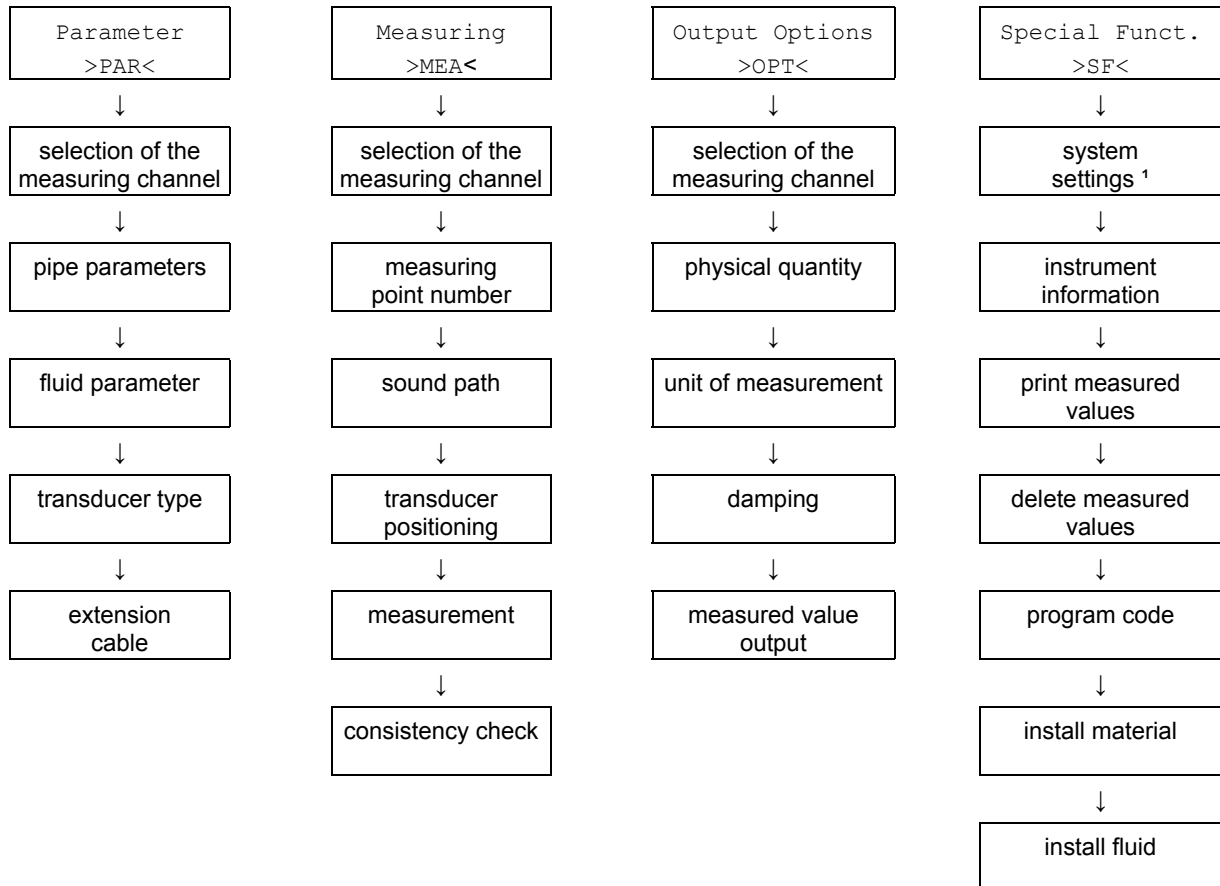 Parameter
>PAR<
selection of the
measuring channel
pipe parameters
fluid parameter
transducer type
extension
cable
Measuring
>MEA<
selection of the
measuring channel
measuring
point number
sound path
transducer
positioning
measurement
consistency check
Output Options
>OPT<
selection of the
measuring channel
physical quantity
unit of measurement
damping
measured value
output
Special Funct.
>SF<
system
settings ¹
instrument
information
print measured
values
delete measured
values
program code
install material
install fluid